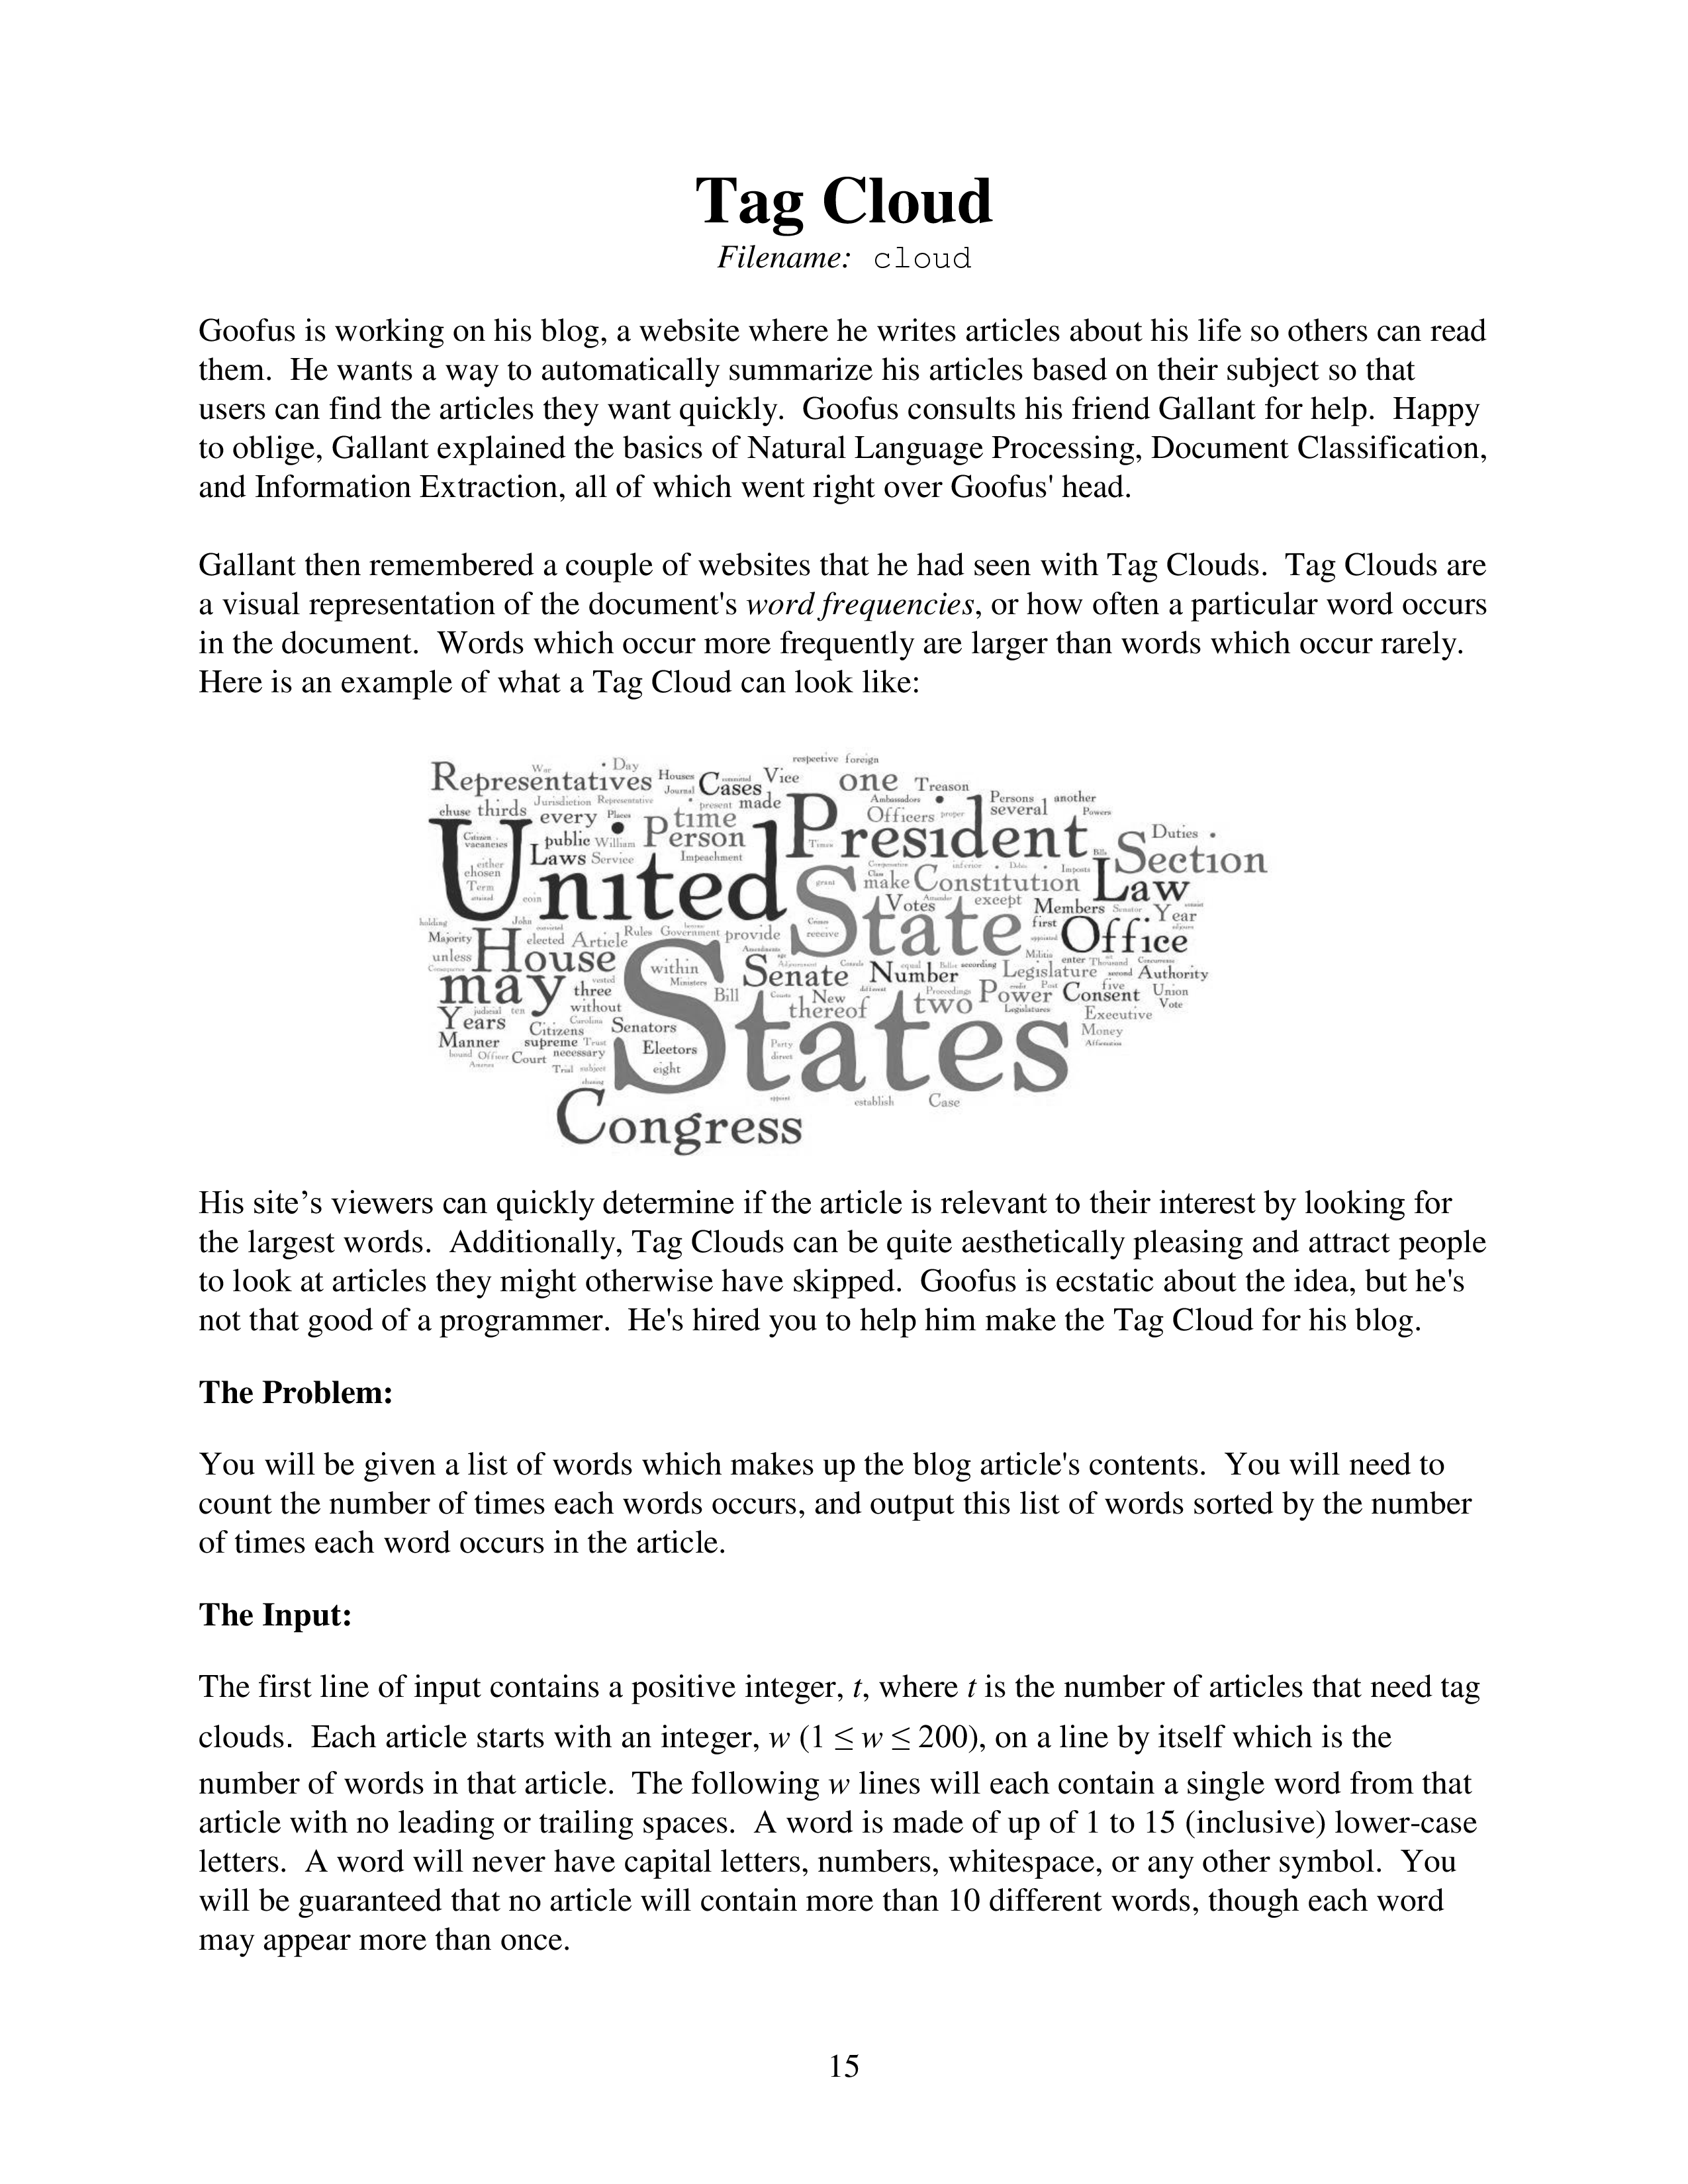 Tag Cloud
Filename: cloud
Goofus is working on his blog, a website where he writes articles about his life so others can read
them. He wants a way to automatically summarize his articles based on their subject so that
users can find the articles they want quickly. Goofus consults his friend Gallant for help. Happy
to oblige, Gallant explained the basics of Natural Language Processing, Document Classification,
and Information Extraction, all of which went right over Goofus' head.
Gallant then remembered a couple of websites that he had seen with Tag Clouds. Tag Clouds are
a visual representation of the document's word frequencies, or how often a particular word occurs
in the document. Words which occur more frequently are larger than words which occur rarely.
Here is an example of what a Tag Cloud can look like:
respective foreign
War Day
Representatives Houses Cases Vice one Treason
Journal
Jurisdiction Representative present made Ambassadors Persons another
chuse thirds every Places time Officers proper several Powers
United Person President Section
Citizen vacancies public William Duties
Laws Service Impeachment Times
either chosen Term coin
State make Constitution Law
grant Votes except Members Senator Year
holding John first Office
Majority House elected Article Rules Government provide receive
unless within Senate Number according Legislature Authority
Militia enter Thousand second
may three Ministers Bill New two Power Consent Union
without States thereof Proceedings five Vote
judicial ten Legislatures Executive
Years Citizens Carolina Senators Money
Manner supreme Trust Electors Party direct
bound Officer Court necessary
Trial subject eight
establish Case
Congress
His site’s viewers can quickly determine if the article is relevant to their interest by looking for
the largest words. Additionally, Tag Clouds can be quite aesthetically pleasing and attract people
to look at articles they might otherwise have skipped. Goofus is ecstatic about the idea, but he's
not that good of a programmer. He's hired you to help him make the Tag Cloud for his blog.
The Problem:
You will be given a list of words which makes up the blog article's contents. You will need to
count the number of times each words occurs, and output this list of words sorted by the number
of times each word occurs in the article.
The Input:
The first line of input contains a positive integer, t, where t is the number of articles that need tag
clouds. Each article starts with an integer, w (1 ≤ w ≤ 200), on a line by itself which is the
number of words in that article. The following w lines will each contain a single word from that
article with no leading or trailing spaces. A word is made of up of 1 to 15 (inclusive) lower-case
letters. A word will never have capital letters, numbers, whitespace, or any other symbol. You
will be guaranteed that no article will contain more than 10 different words, though each word
may appear more than once.
15